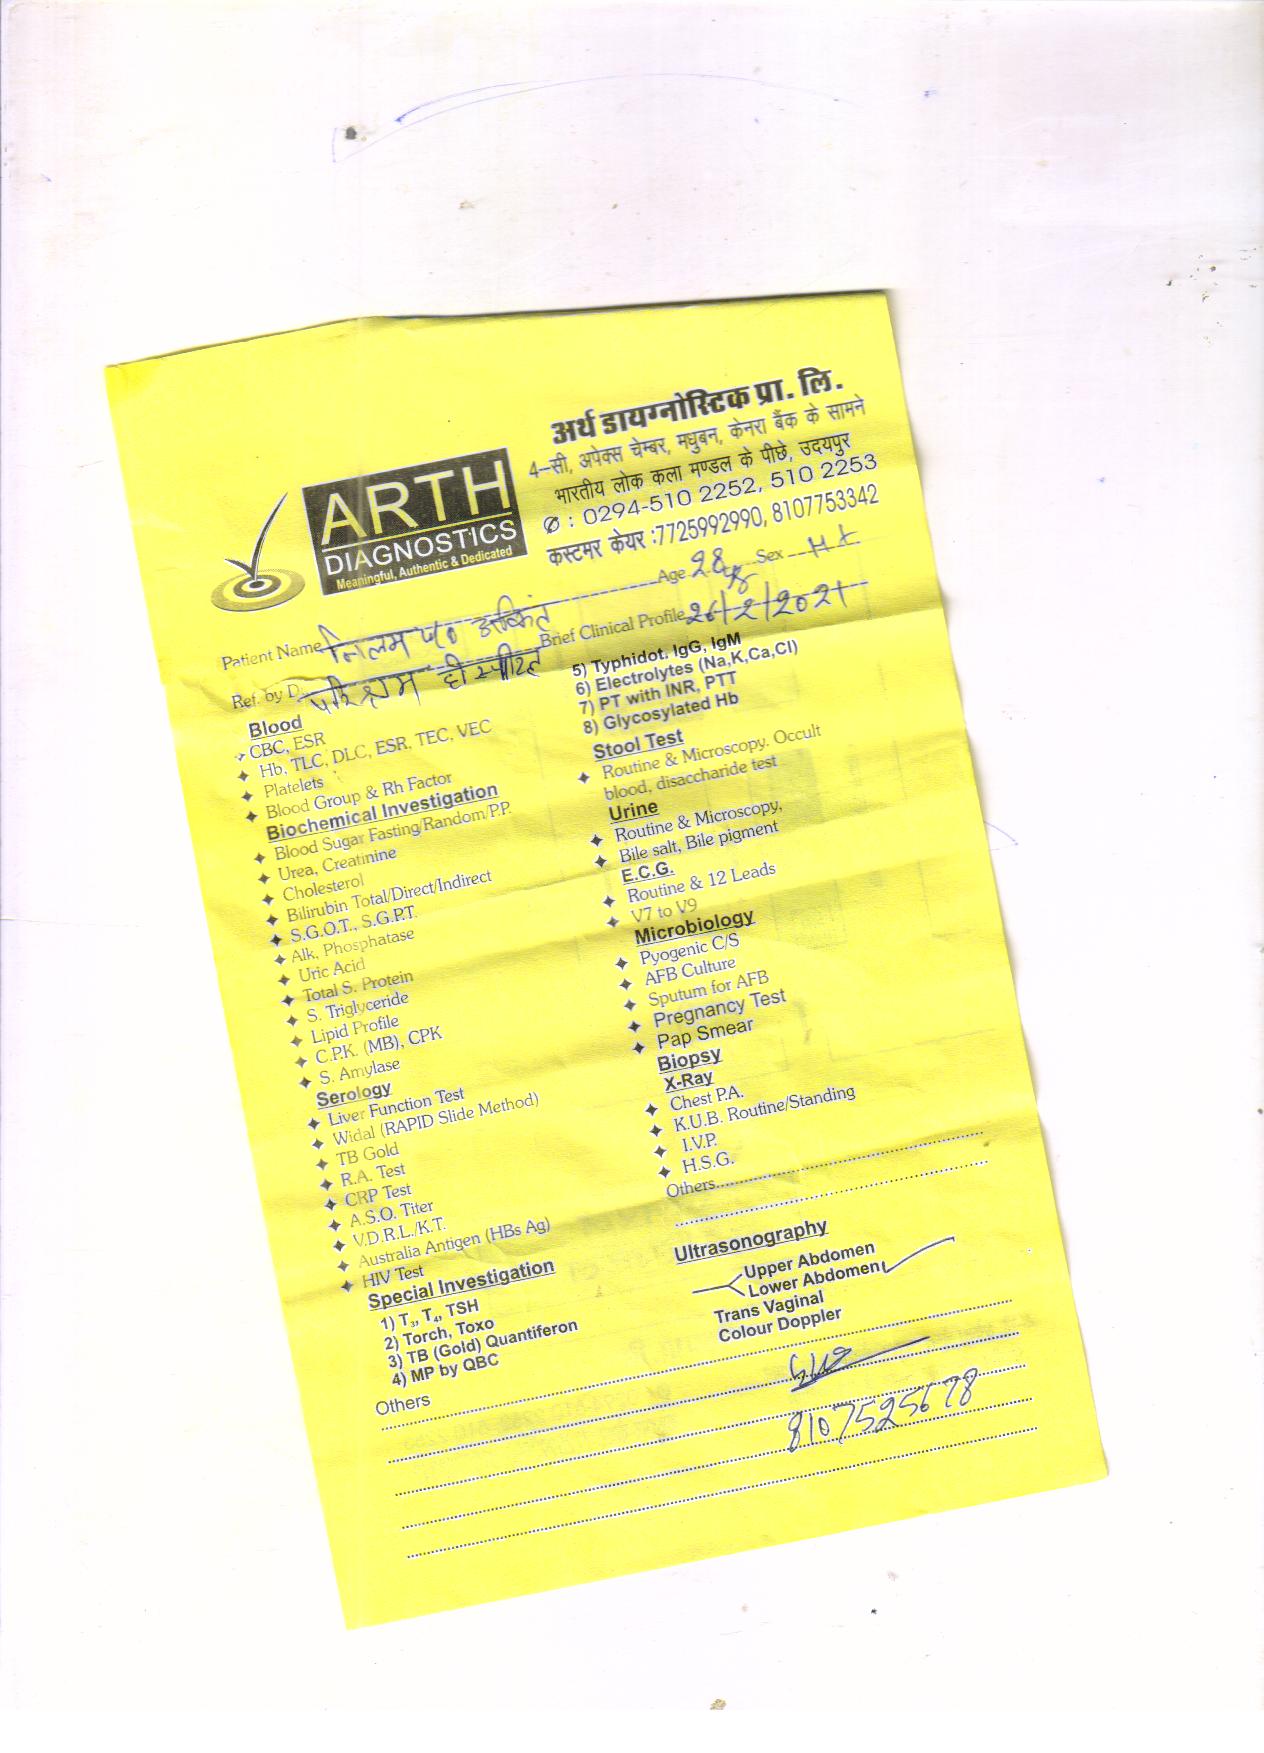 अर्थ डायग्नोस्टिक प्रा. लि.
4-सी, अपेक्स चेम्बर, मधुबन, केनरा बैंक के सामने
भारतीय लोक कला मण्डल के पीछे, उदयपुर
✆ : 0294-510 2252, 510 2253
कस्टमर केयर :7725992990, 8107753342
ARTH
DIAGNOSTICS
Meaningful, Authentic & Dedicated
Patient Name निलम Age 28 Sex
Ref. by D. परिश्रम हॉस्पीटल Brief Clinical Profile 26/2/2021
Blood
CBC, ESR
Hb, TLC, DLC, ESR, TEC, VEC
Platelets
Blood Group & Rh Factor
Biochemical Investigation
Blood Sugar Fasting/Random/P.P.
Urea, Creatinine
Cholesterol
Bilirubin Total/Direct/Indirect
S.G.O.T., S.G.P.T.
Alk, Phosphatase
Uric Acid
Total S. Protein
S. Triglyceride
Lipid Profile
C.P.K. (MB), CPK
S. Amylase
Serology
Liver Function Test
Widal (RAPID Slide Method)
TB Gold
R.A. Test
CRP Test
A.S.O. Titer
V.D.R.L./K.T.
Australia Antigen (HBs Ag)
HIV Test
Special Investigation
1) T3, T4, TSH
2) Torch, Toxo
3) TB (Gold) Quantiferon
4) MP by QBC
Others
5) Typhidot. IgG, IgM
6) Electrolytes (Na,K,Ca,Cl)
7) PT with INR, PTT
8) Glycosylated Hb
Stool Test
Routine & Microscopy. Occult
blood, disaccharide test
Urine
Routine & Microscopy,
Bile salt, Bile pigment
E.C.G.
Routine & 12 Leads
V7 to V9
Microbiology
Pyogenic C/S
AFB Culture
Sputum for AFB
Pregnancy Test
Pap Smear
Biopsy
X-Ray
Chest P.A.
K.U.B. Routine/Standing
I.V.P.
H.S.G.
Others
Ultrasonography
Upper Abdomen
Lower Abdomen
Trans Vaginal
Colour Doppler
8107525678